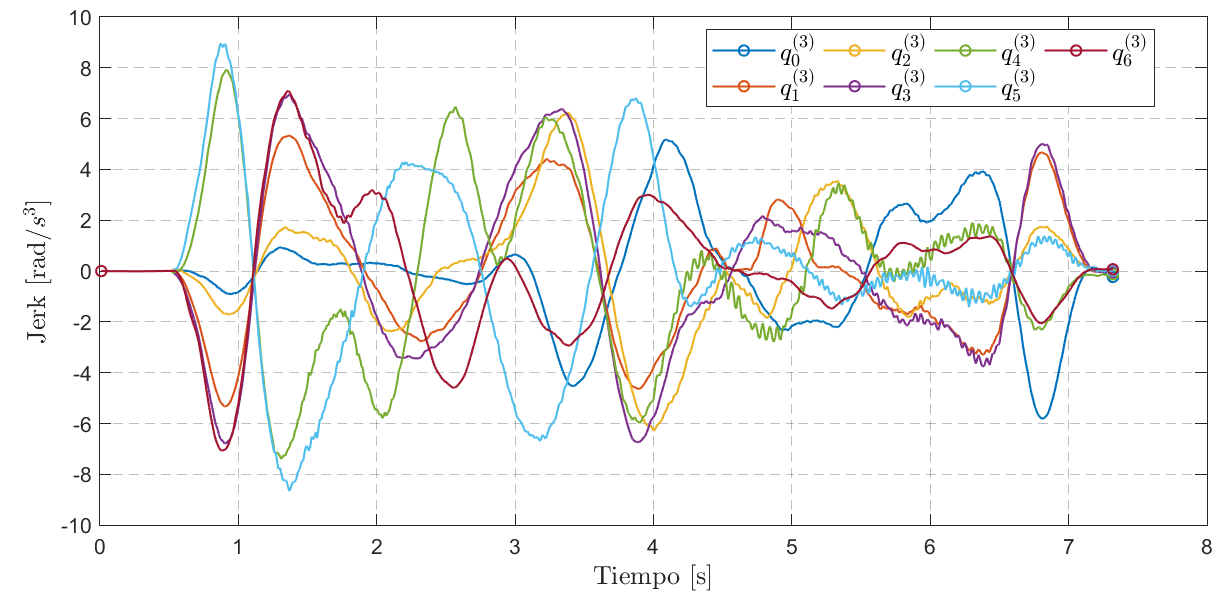 10
8
6
4
2
0
-2
-4
-6
-8
-10
Jerk [rad/s³]
q₀⁽³⁾ q₂⁽³⁾ q₄⁽³⁾ q₆⁽³⁾
q₁⁽³⁾ q₃⁽³⁾ q₅⁽³⁾
0 1 2 3 4 5 6 7 8
Tiempo [s]